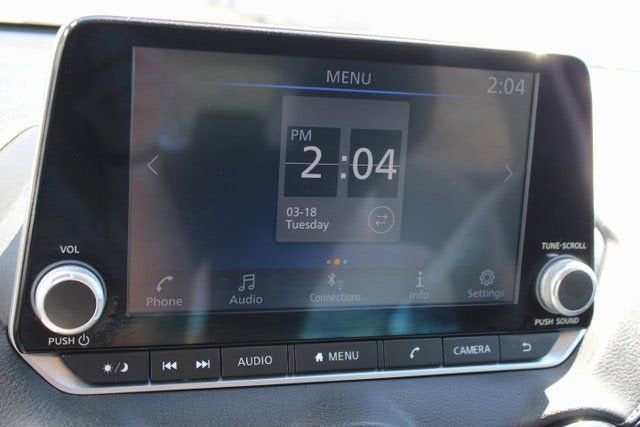 MENU 2:04
PM
2:04
03-18
Tuesday
VOL
TUNE·SCROLL
Phone Audio Connections Info Settings
PUSH
PUSH SOUND
AUDIO MENU CAMERA